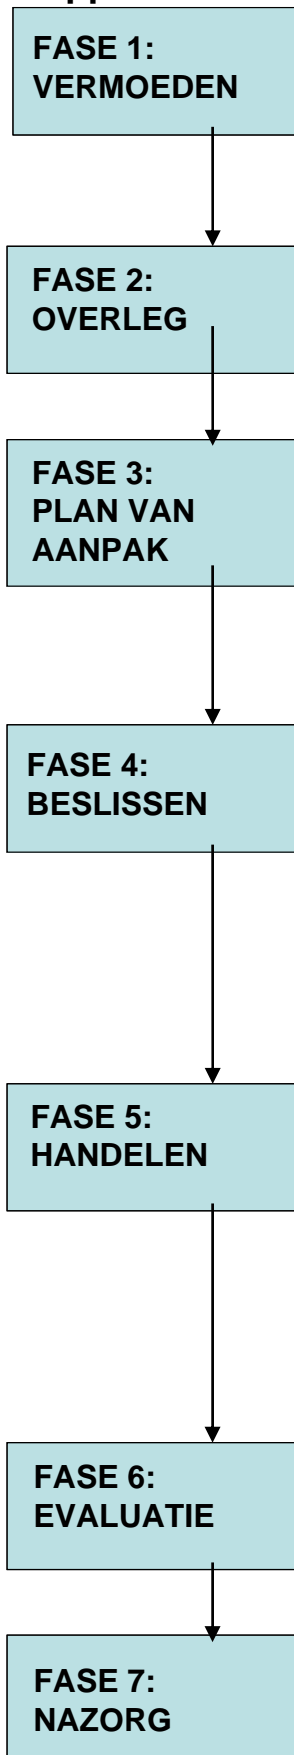 FASE 1:
VERMOEDEN
FASE 2:
OVERLEG
FASE 3:
PLAN VAN
AANPAK
FASE 4:
BESLISSEN
FASE 5:
HANDELEN
FASE 6:
EVALUATIE
FASE 7:
NAZORG